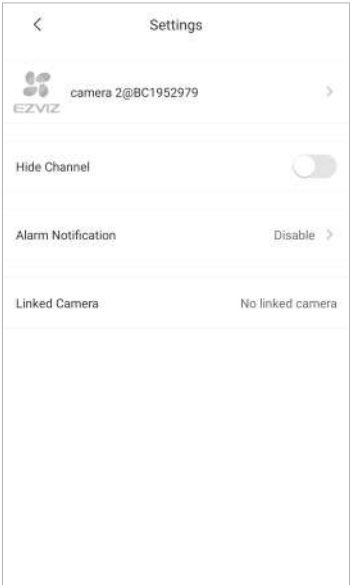 Settings
EZVIZ
camera 2@BC1952979
Hide Channel
Alarm Notification Disable
Linked Camera No linked camera